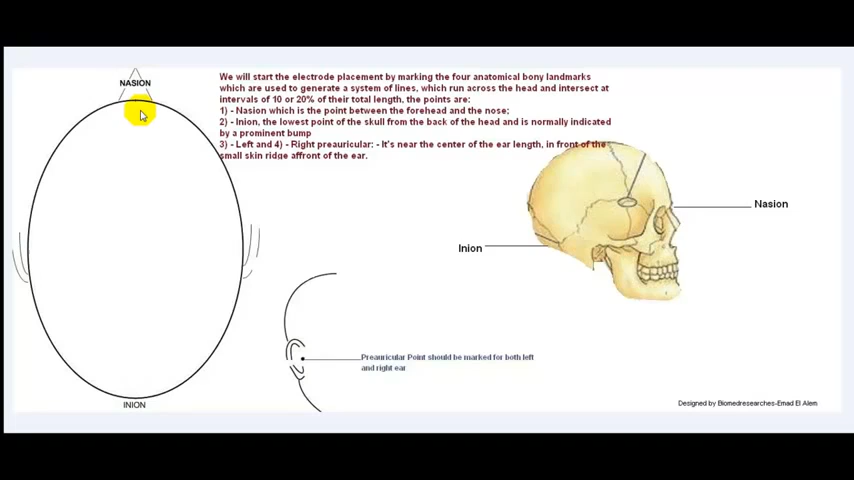 NASION
We will start the electrode placement by marking the four anatomical bony landmarks
which are used to generate a system of lines, which run across the head and intersect at
intervals of 10 or 20% of their total length, the points are:
1) - Nasion which is the point between the forehead and the nose;
2) - Inion, the lowest point of the skull from the back of the head and is normally indicated
by a prominent bump
3) - Left and 4) - Right preauricular: - It's near the center of the ear length, in front of the
small skin ridge affront of the ear.
Nasion
Inion
Preauricular Point should be marked for both left
and right ear
INION
Designed by Biomedresearches-Emad El Alem